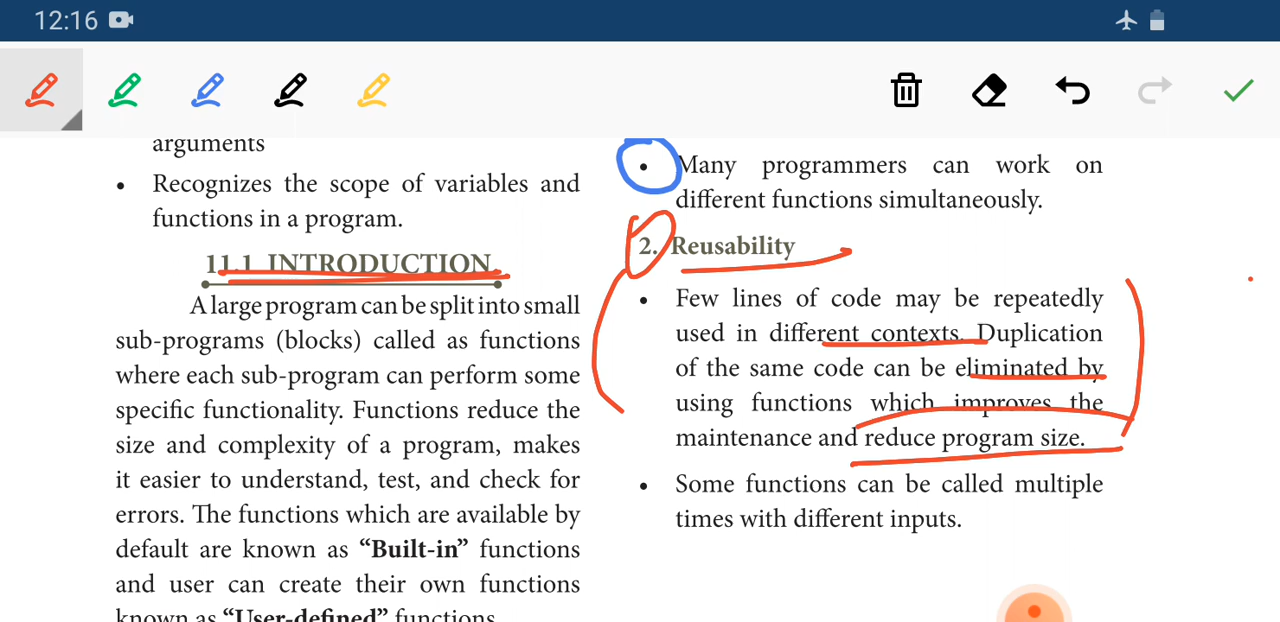 12:16
arguments
• Recognizes the scope of variables and
functions in a program.
11.1 INTRODUCTION
A large program can be split into small
sub-programs (blocks) called as functions
where each sub-program can perform some
specific functionality. Functions reduce the
size and complexity of a program, makes
it easier to understand, test, and check for
errors. The functions which are available by
default are known as “Built-in” functions
and user can create their own functions
known as “User-defined” functions.
• Many programmers can work on
different functions simultaneously.
2. Reusability
• Few lines of code may be repeatedly
used in different contexts. Duplication
of the same code can be eliminated by
using functions which improves the
maintenance and reduce program size.
• Some functions can be called multiple
times with different inputs.